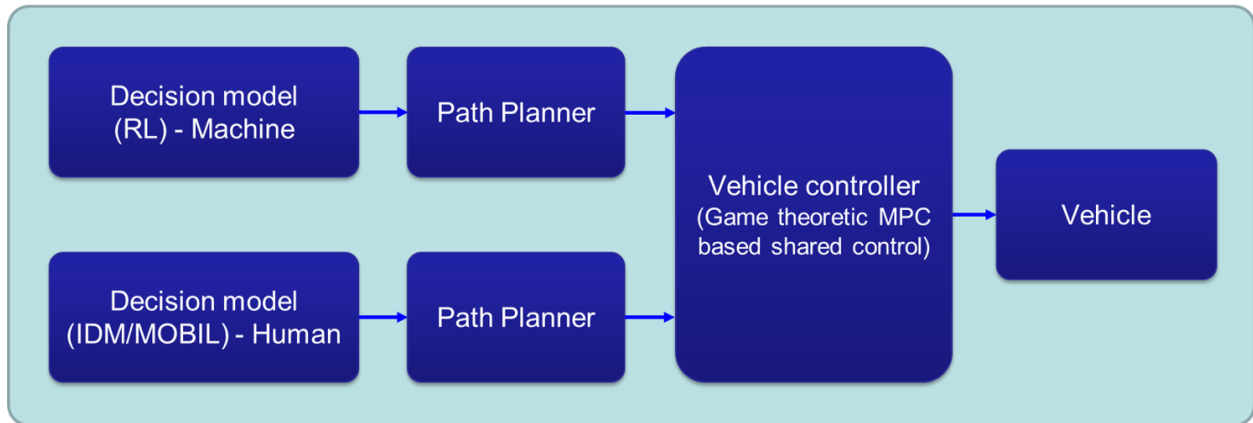 Decision model
(RL) - Machine
Path Planner
Decision model
(IDM/MOBIL) - Human
Path Planner
Vehicle controller
(Game theoretic MPC
based shared control)
Vehicle